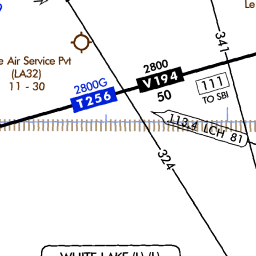 Le
341
e Air Service Pvt
(LA32)
11 - 30
2800
V194
50
2800G
T256
111
TO SBI
113.4 LCH 81
324
WHITE LAKE (L) (L)